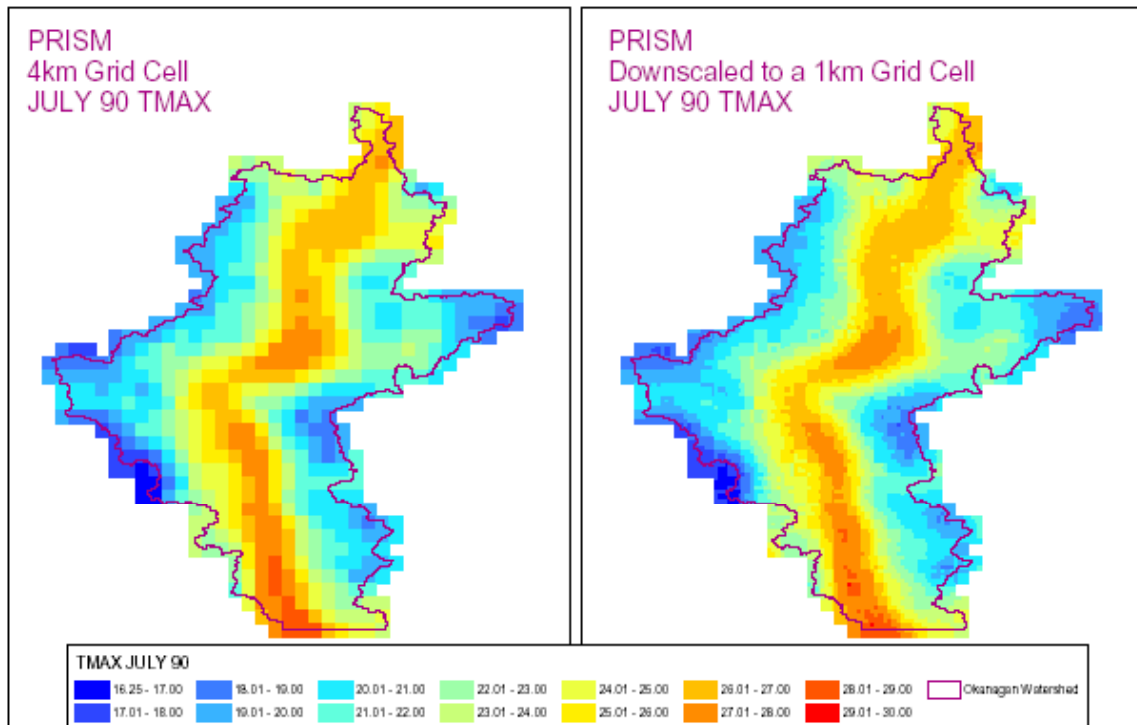 PRISM
4km Grid Cell
JULY 90 TMAX
PRISM
Downscaled to a 1km Grid Cell
JULY 90 TMAX
TMAX JULY 90
16.25 - 17.00 18.01 - 19.00 20.01 - 21.00 22.01 - 23.00 24.01 - 25.00 26.01 - 27.00 28.01 - 29.00 Okanagan Watershed
17.01 - 18.00 19.01 - 20.00 21.01 - 22.00 23.01 - 24.00 25.01 - 26.00 27.01 - 28.00 29.01 - 30.00